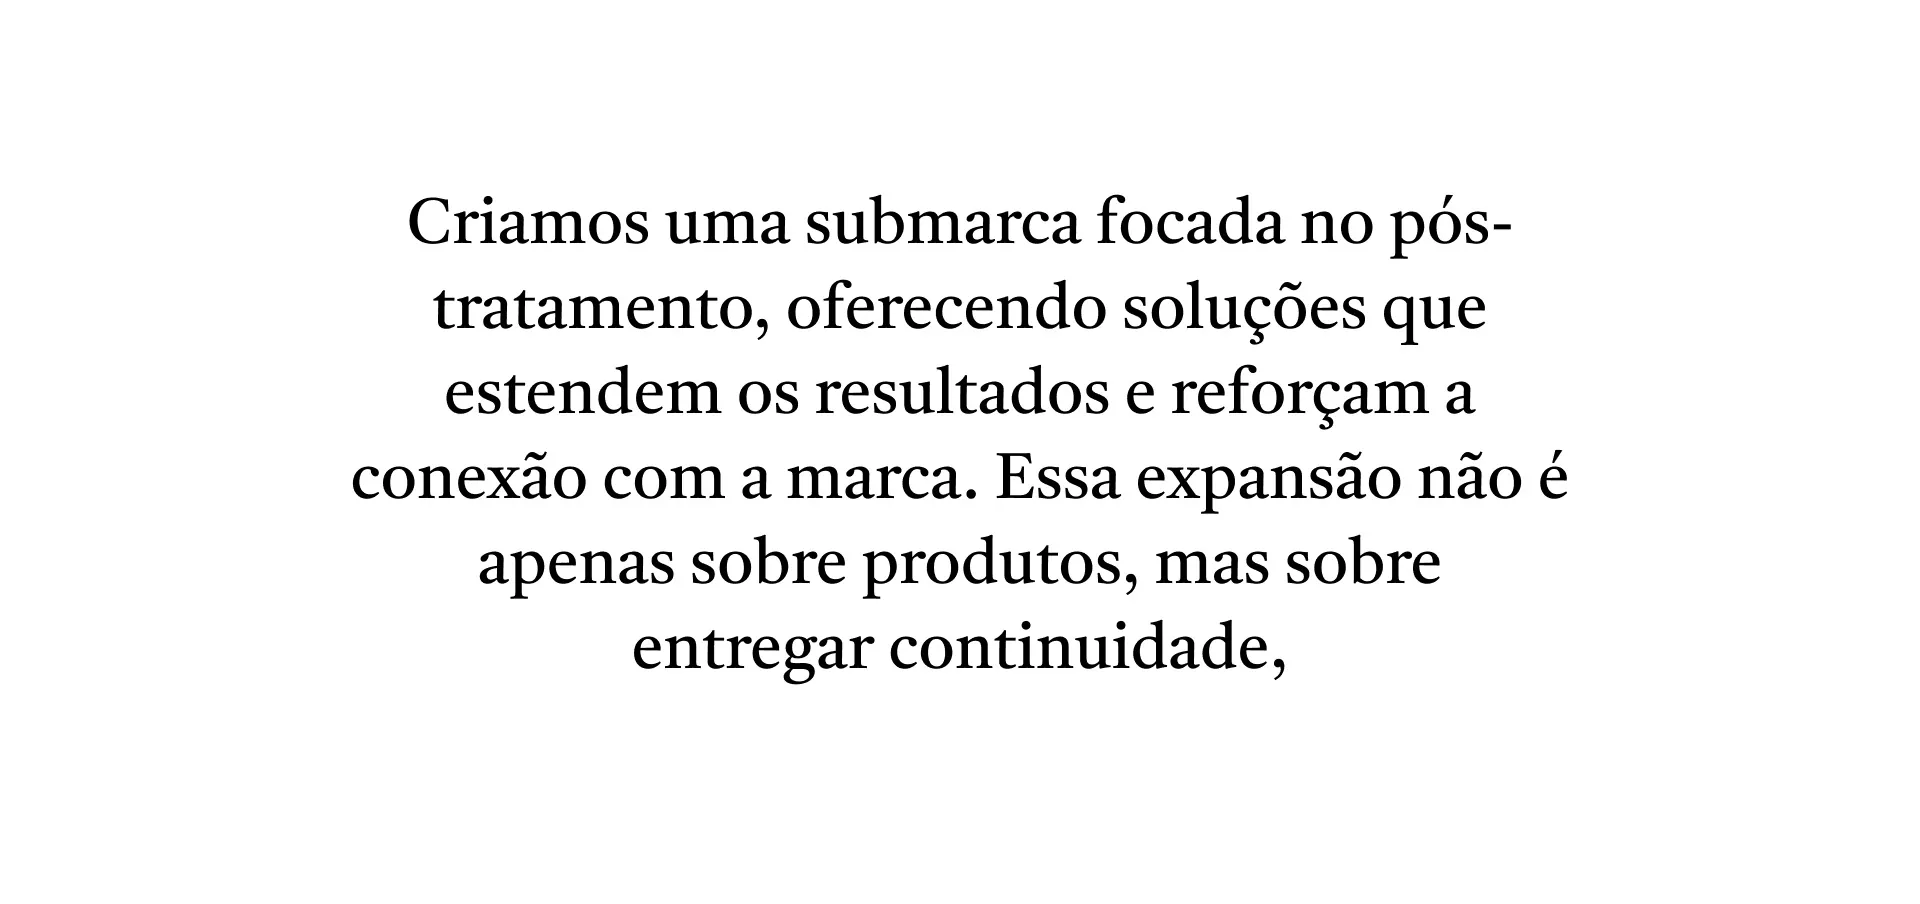 Criamos uma submarca focada no pós-
tratamento, oferecendo soluções que
estendem os resultados e reforçam a
conexão com a marca. Essa expansão não é
apenas sobre produtos, mas sobre
entregar continuidade,